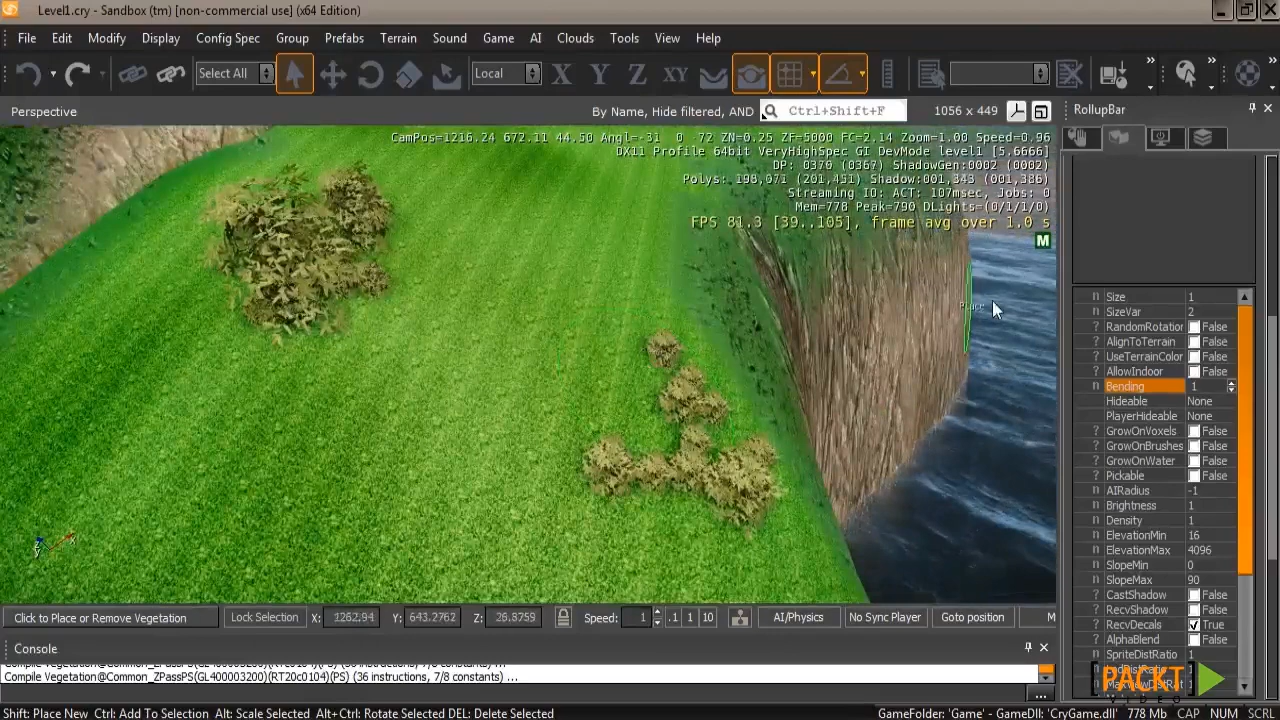 Level1.cry - Sandbox (tm) [non-commercial use] (x64 Edition)
File Edit Modify Display Config Spec Group Prefabs Terrain Sound Game AI Clouds Tools View Help
Select All Local X Y Z XY
Perspective By Name, Hide filtered, AND Ctrl+Shift+F 1056 x 449 RollupBar
CamPos=1216.24 672.11 44.50 Angl=-31 0 -72 ZN=0.25 ZF=5000 FC=2.14 Zoom=1.00 Speed=0.96
DX11 Profile 64bit VeryHighSpec GI DevMode level1 [5.6666]
DP: 0370 (0367) ShadowGen:0002 (0002)
Polys: 198,071 (201,451) Shadow:001,343 (001,386)
Streaming IO: ACT: 107msec, Jobs: 0
Mem=778 Peak=790 DLights=(0/1/1/0)
FPS 81.3 [39..105], frame avg over 1.0 s
M
Place
n Size 1
n SizeVar 2
? RandomRotation False
? AlignToTerrain False
? UseTerrainColor False
? AllowIndoor False
n Bending 1
? Hideable None
? PlayerHideable None
? GrowOnVoxels False
? GrowOnBrushes False
? GrowOnWater False
? Pickable False
n AIRadius -1
n Brightness 1
n Density 1
n ElevationMin 16
n ElevationMax 4096
n SlopeMin 0
n SlopeMax 90
? CastShadow False
? RecvShadow False
? RecvDecals True
? AlphaBlend False
n SpriteDistRatio 1
Click to Place or Remove Vegetation Lock Selection X: 1262.94 Y: 643.2762 Z: 26.8759 Speed: 1 .1 1 10 AI/Physics No Sync Player Goto position M
Console
Compile Vegetation@Common_ZPassPS(GL400003200)(RT20c0104)(PS) (36 instructions, 7/8 constants) ...
PACKT
...
Shift: Place New Ctrl: Add To Selection Alt: Scale Selected Alt+Ctrl: Rotate Selected DEL: Delete Selected GameFolder: 'Game' - GameDll: 'CryGame.dll' 778 Mb CAP NUM SCRL